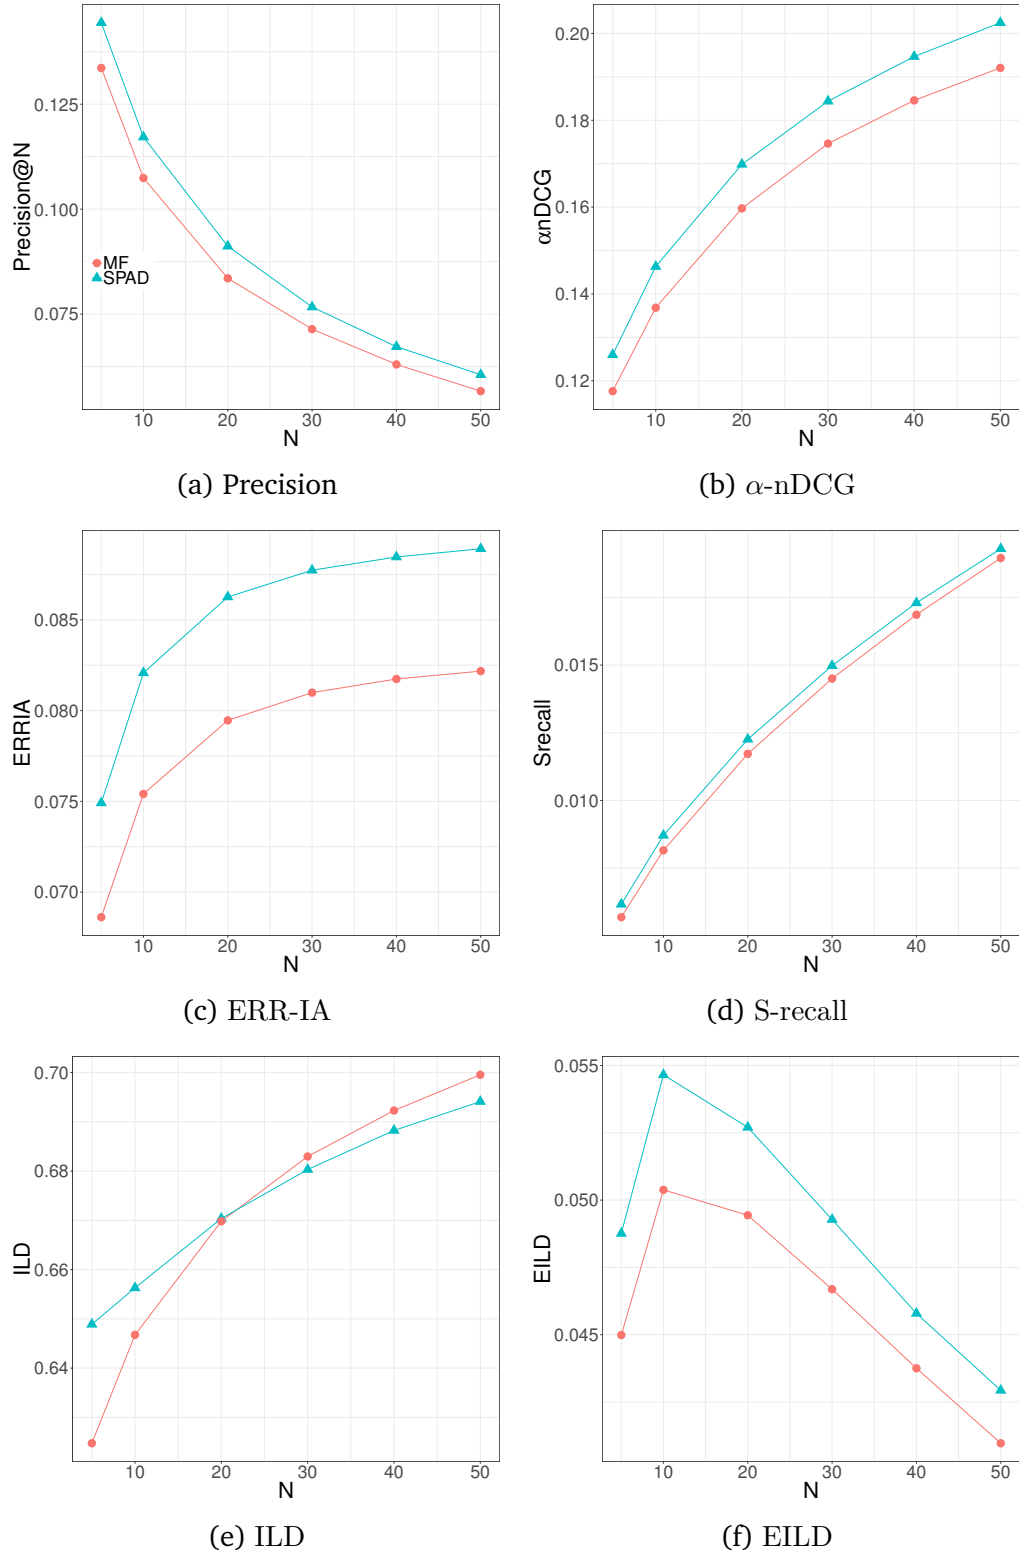 Precision@N
0.125
0.100
0.075
MF
SPAD
10 20 30 40 50
N
(a) Precision
αnDCG
0.20
0.18
0.16
0.14
0.12
10 20 30 40 50
N
(b) α-nDCG
ERRIA
0.085
0.080
0.075
0.070
10 20 30 40 50
N
(c) ERR-IA
Srecall
0.015
0.010
10 20 30 40 50
N
(d) S-recall
ILD
0.70
0.68
0.66
0.64
10 20 30 40 50
N
(e) ILD
EILD
0.055
0.050
0.045
10 20 30 40 50
N
(f) EILD